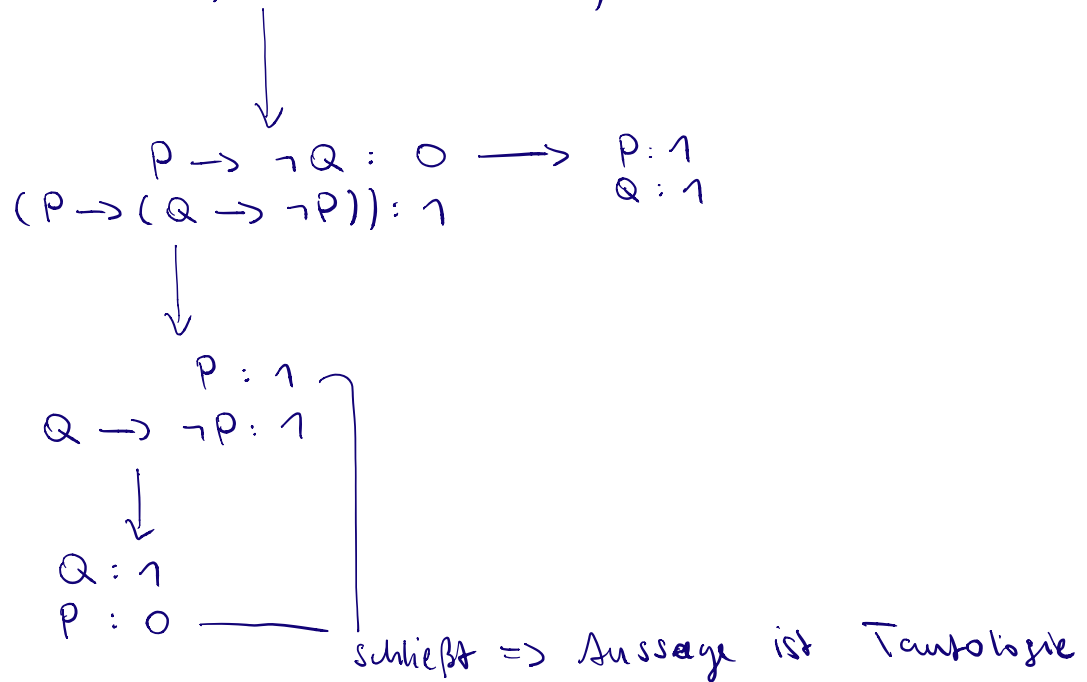 P → ¬Q : 0 → P : 1
Q : 1
(P → (Q → ¬P)) : 1
P : 1
Q → ¬P : 1
Q : 1
P : 0
schließt => Aussage ist Tautologie